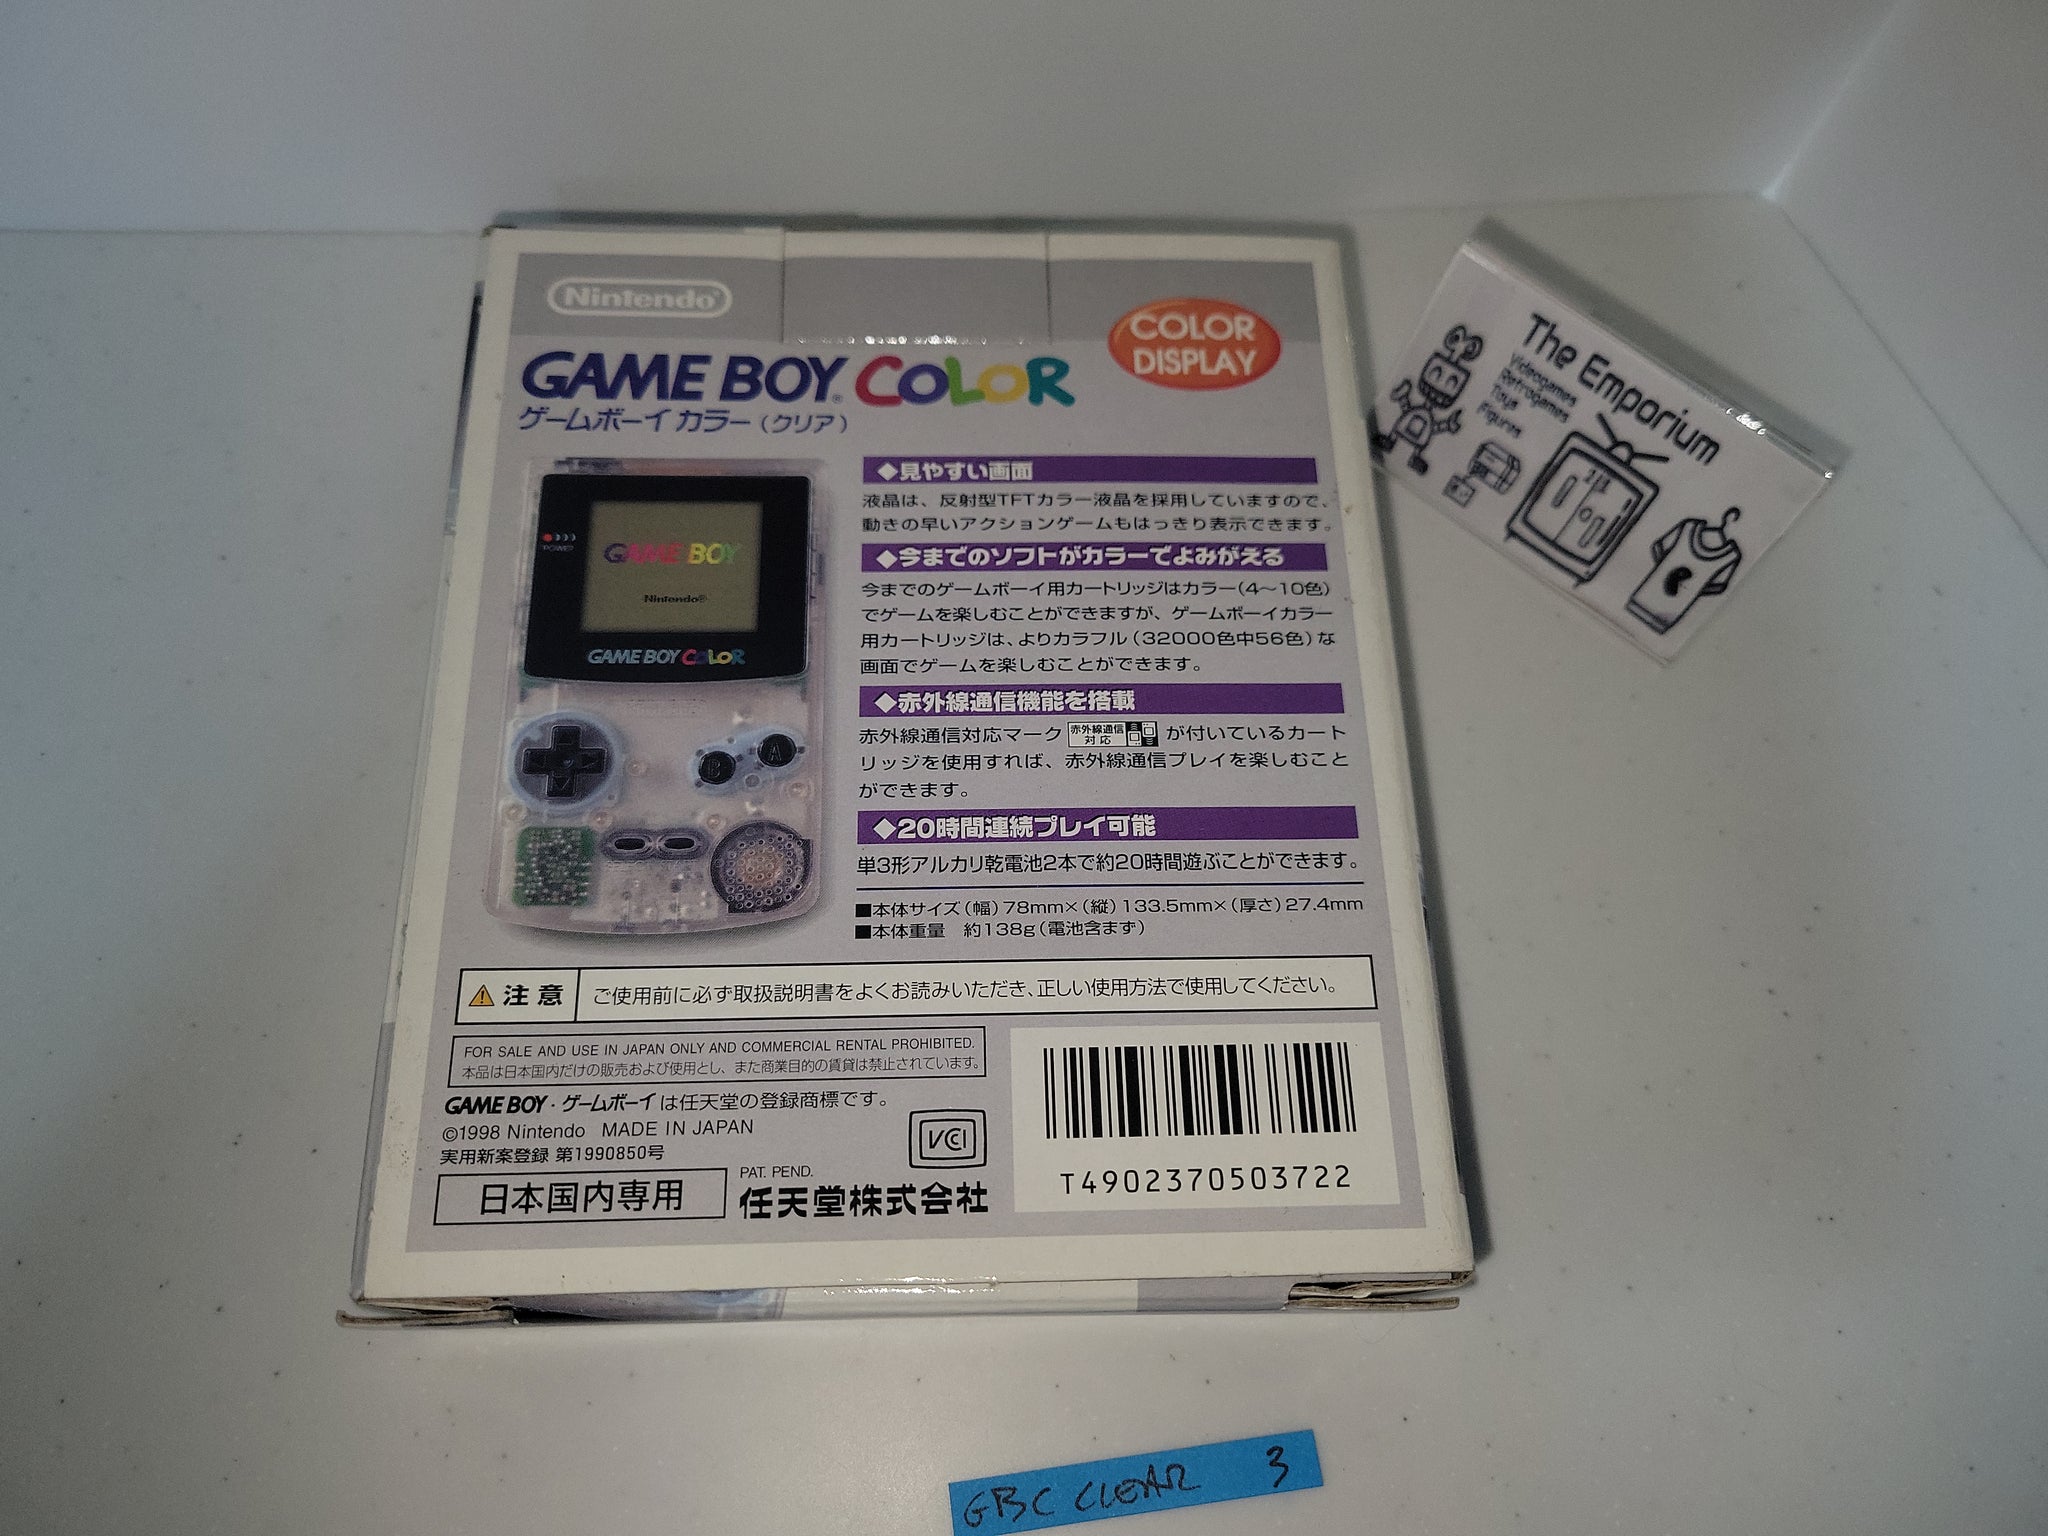 Nintendo
COLOR
DISPLAY
GAME BOY COLOR
ゲームボーイ カラー(クリア)
POWER
GAME BOY
Nintendo®
GAME BOY COLOR
B
A
◆見やすい画面
液晶は、反射型TFTカラー液晶を採用していますので、
動きの早いアクションゲームもはっきり表示できます。
◆今までのソフトがカラーでよみがえる
今までのゲームボーイ用カートリッジはカラー(4〜10色)
でゲームを楽しむことができますが、ゲームボーイカラー
用カートリッジは、よりカラフル(32000色中56色)な
画面でゲームを楽しむことができます。
◆赤外線通信機能を搭載
赤外線通信対応マーク 赤外線通信対応 が付いているカート
リッジを使用すれば、赤外線通信プレイを楽しむこと
ができます。
◆20時間連続プレイ可能
単3形アルカリ乾電池2本で約20時間遊ぶことができます。
■本体サイズ(幅)78mm×(縦)133.5mm×(厚さ)27.4mm
■本体重量 約138g(電池含まず)
注意 ご使用前に必ず取扱説明書をよくお読みいただき、正しい使用方法で使用してください。
FOR SALE AND USE IN JAPAN ONLY AND COMMERCIAL RENTAL PROHIBITED.
本品は日本国内だけの販売および使用とし、また商業目的の賃貸は禁止されています。
GAME BOY・ゲームボーイは任天堂の登録商標です。
©1998 Nintendo MADE IN JAPAN
実用新案登録 第1990850号
VCI
PAT. PEND.
日本国内専用
任天堂株式会社
T4902370503722
The Emporium
Videogames
Retrogames
Toys
Figures
GBC CLEAR 3